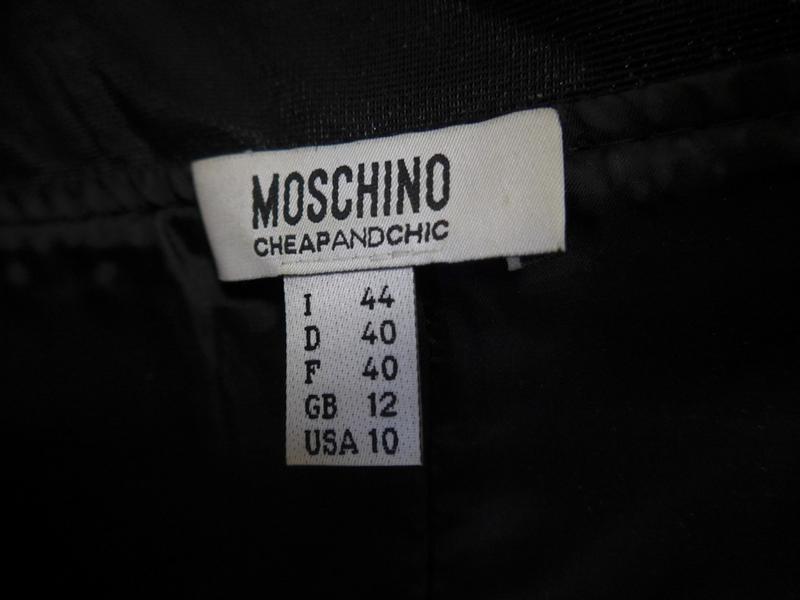 MOSCHINO
CHEAPANDCHIC
I 44
D 40
F 40
GB 12
USA 10